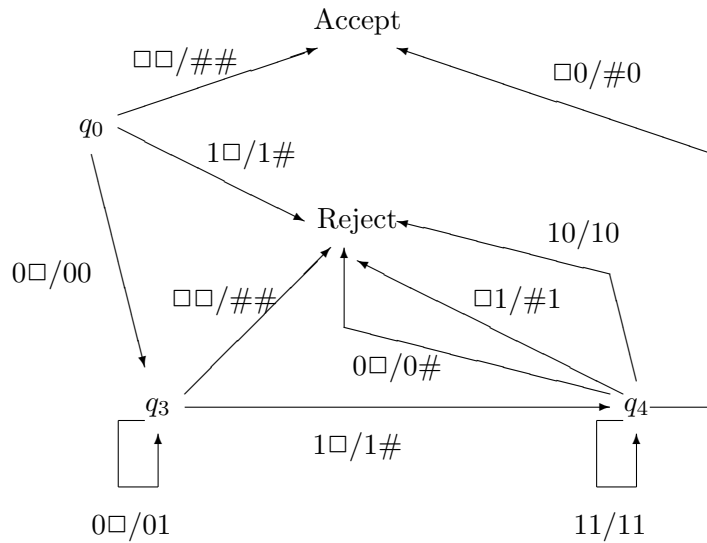 Accept
□□/##
□0/#0
q₀
1□/1#
Reject
10/10
0□/00
□□/##
□1/#1
0□/0#
q₃
q₄
1□/1#
0□/01
11/11